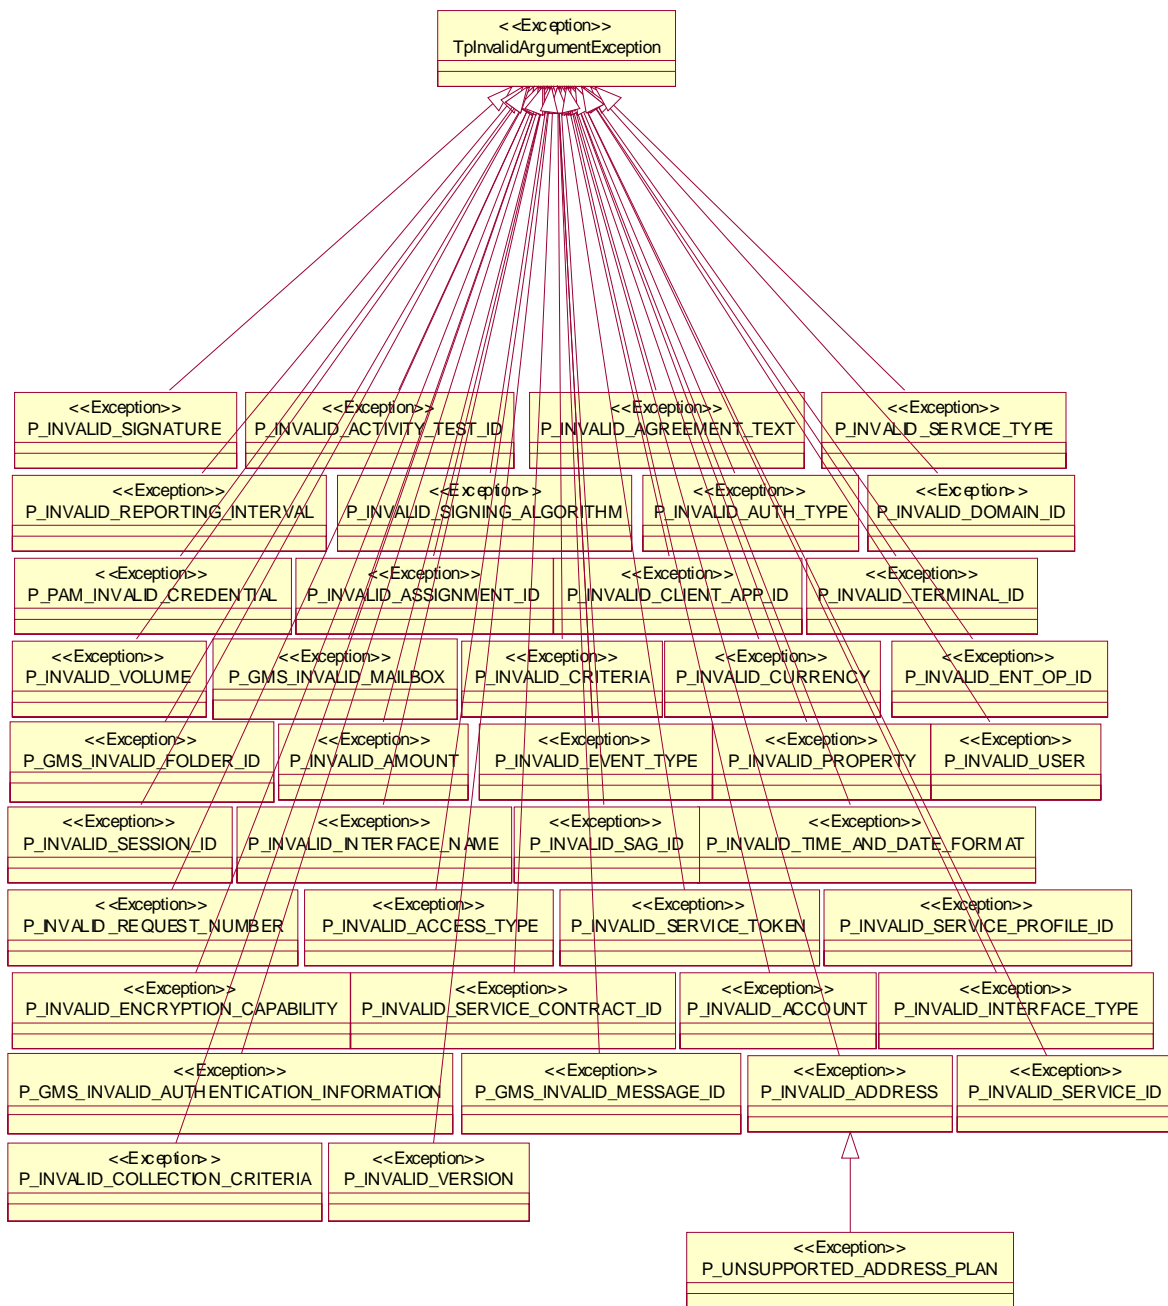 <<Exception>>
TpInvalidArgumentException
<<Exception>>
P_INVALID_SIGNATURE
<<Exception>>
P_INVALID_ACTIVITY_TEST_ID
<<Exception>>
P_INVALID_AGREEMENT_TEXT
<<Exception>>
P_INVALID_SERVICE_TYPE
<<Exception>>
P_INVALID_REPORTING_INTERVAL
<<Exception>>
P_INVALID_SIGNING_ALGORITHM
<<Exception>>
P_INVALID_AUTH_TYPE
<<Exception>>
P_INVALID_DOMAIN_ID
<<Exception>>
P_PAM_INVALID_CREDENTIAL
<<Exception>>
P_INVALID_ASSIGNMENT_ID
<<Exception>>
P_INVALID_CLIENT_APP_ID
<<Exception>>
P_INVALID_TERMINAL_ID
<<Exception>>
P_INVALID_VOLUME
<<Exception>>
P_GMS_INVALID_MAILBOX
<<Exception>>
P_INVALID_CRITERIA
<<Exception>>
P_INVALID_CURRENCY
<<Exception>>
P_INVALID_ENT_OP_ID
<<Exception>>
P_GMS_INVALID_FOLDER_ID
<<Exception>>
P_INVALID_AMOUNT
<<Exception>>
P_INVALID_EVENT_TYPE
<<Exception>>
P_INVALID_PROPERTY
<<Exception>>
P_INVALID_USER
<<Exception>>
P_INVALID_SESSION_ID
<<Exception>>
P_INVALID_INTERFACE_NAME
<<Exception>>
P_INVALID_SAG_ID
<<Exception>>
P_INVALID_TIME_AND_DATE_FORMAT
<<Exception>>
P_INVALID_REQUEST_NUMBER
<<Exception>>
P_INVALID_ACCESS_TYPE
<<Exception>>
P_INVALID_SERVICE_TOKEN
<<Exception>>
P_INVALID_SERVICE_PROFILE_ID
<<Exception>>
P_INVALID_ENCRYPTION_CAPABILITY
<<Exception>>
P_INVALID_SERVICE_CONTRACT_ID
<<Exception>>
P_INVALID_ACCOUNT
<<Exception>>
P_INVALID_INTERFACE_TYPE
<<Exception>>
P_GMS_INVALID_AUTHENTICATION_INFORMATION
<<Exception>>
P_GMS_INVALID_MESSAGE_ID
<<Exception>>
P_INVALID_ADDRESS
<<Exception>>
P_INVALID_SERVICE_ID
<<Exception>>
P_INVALID_COLLECTION_CRITERIA
<<Exception>>
P_INVALID_VERSION
<<Exception>>
P_UNSUPPORTED_ADDRESS_PLAN